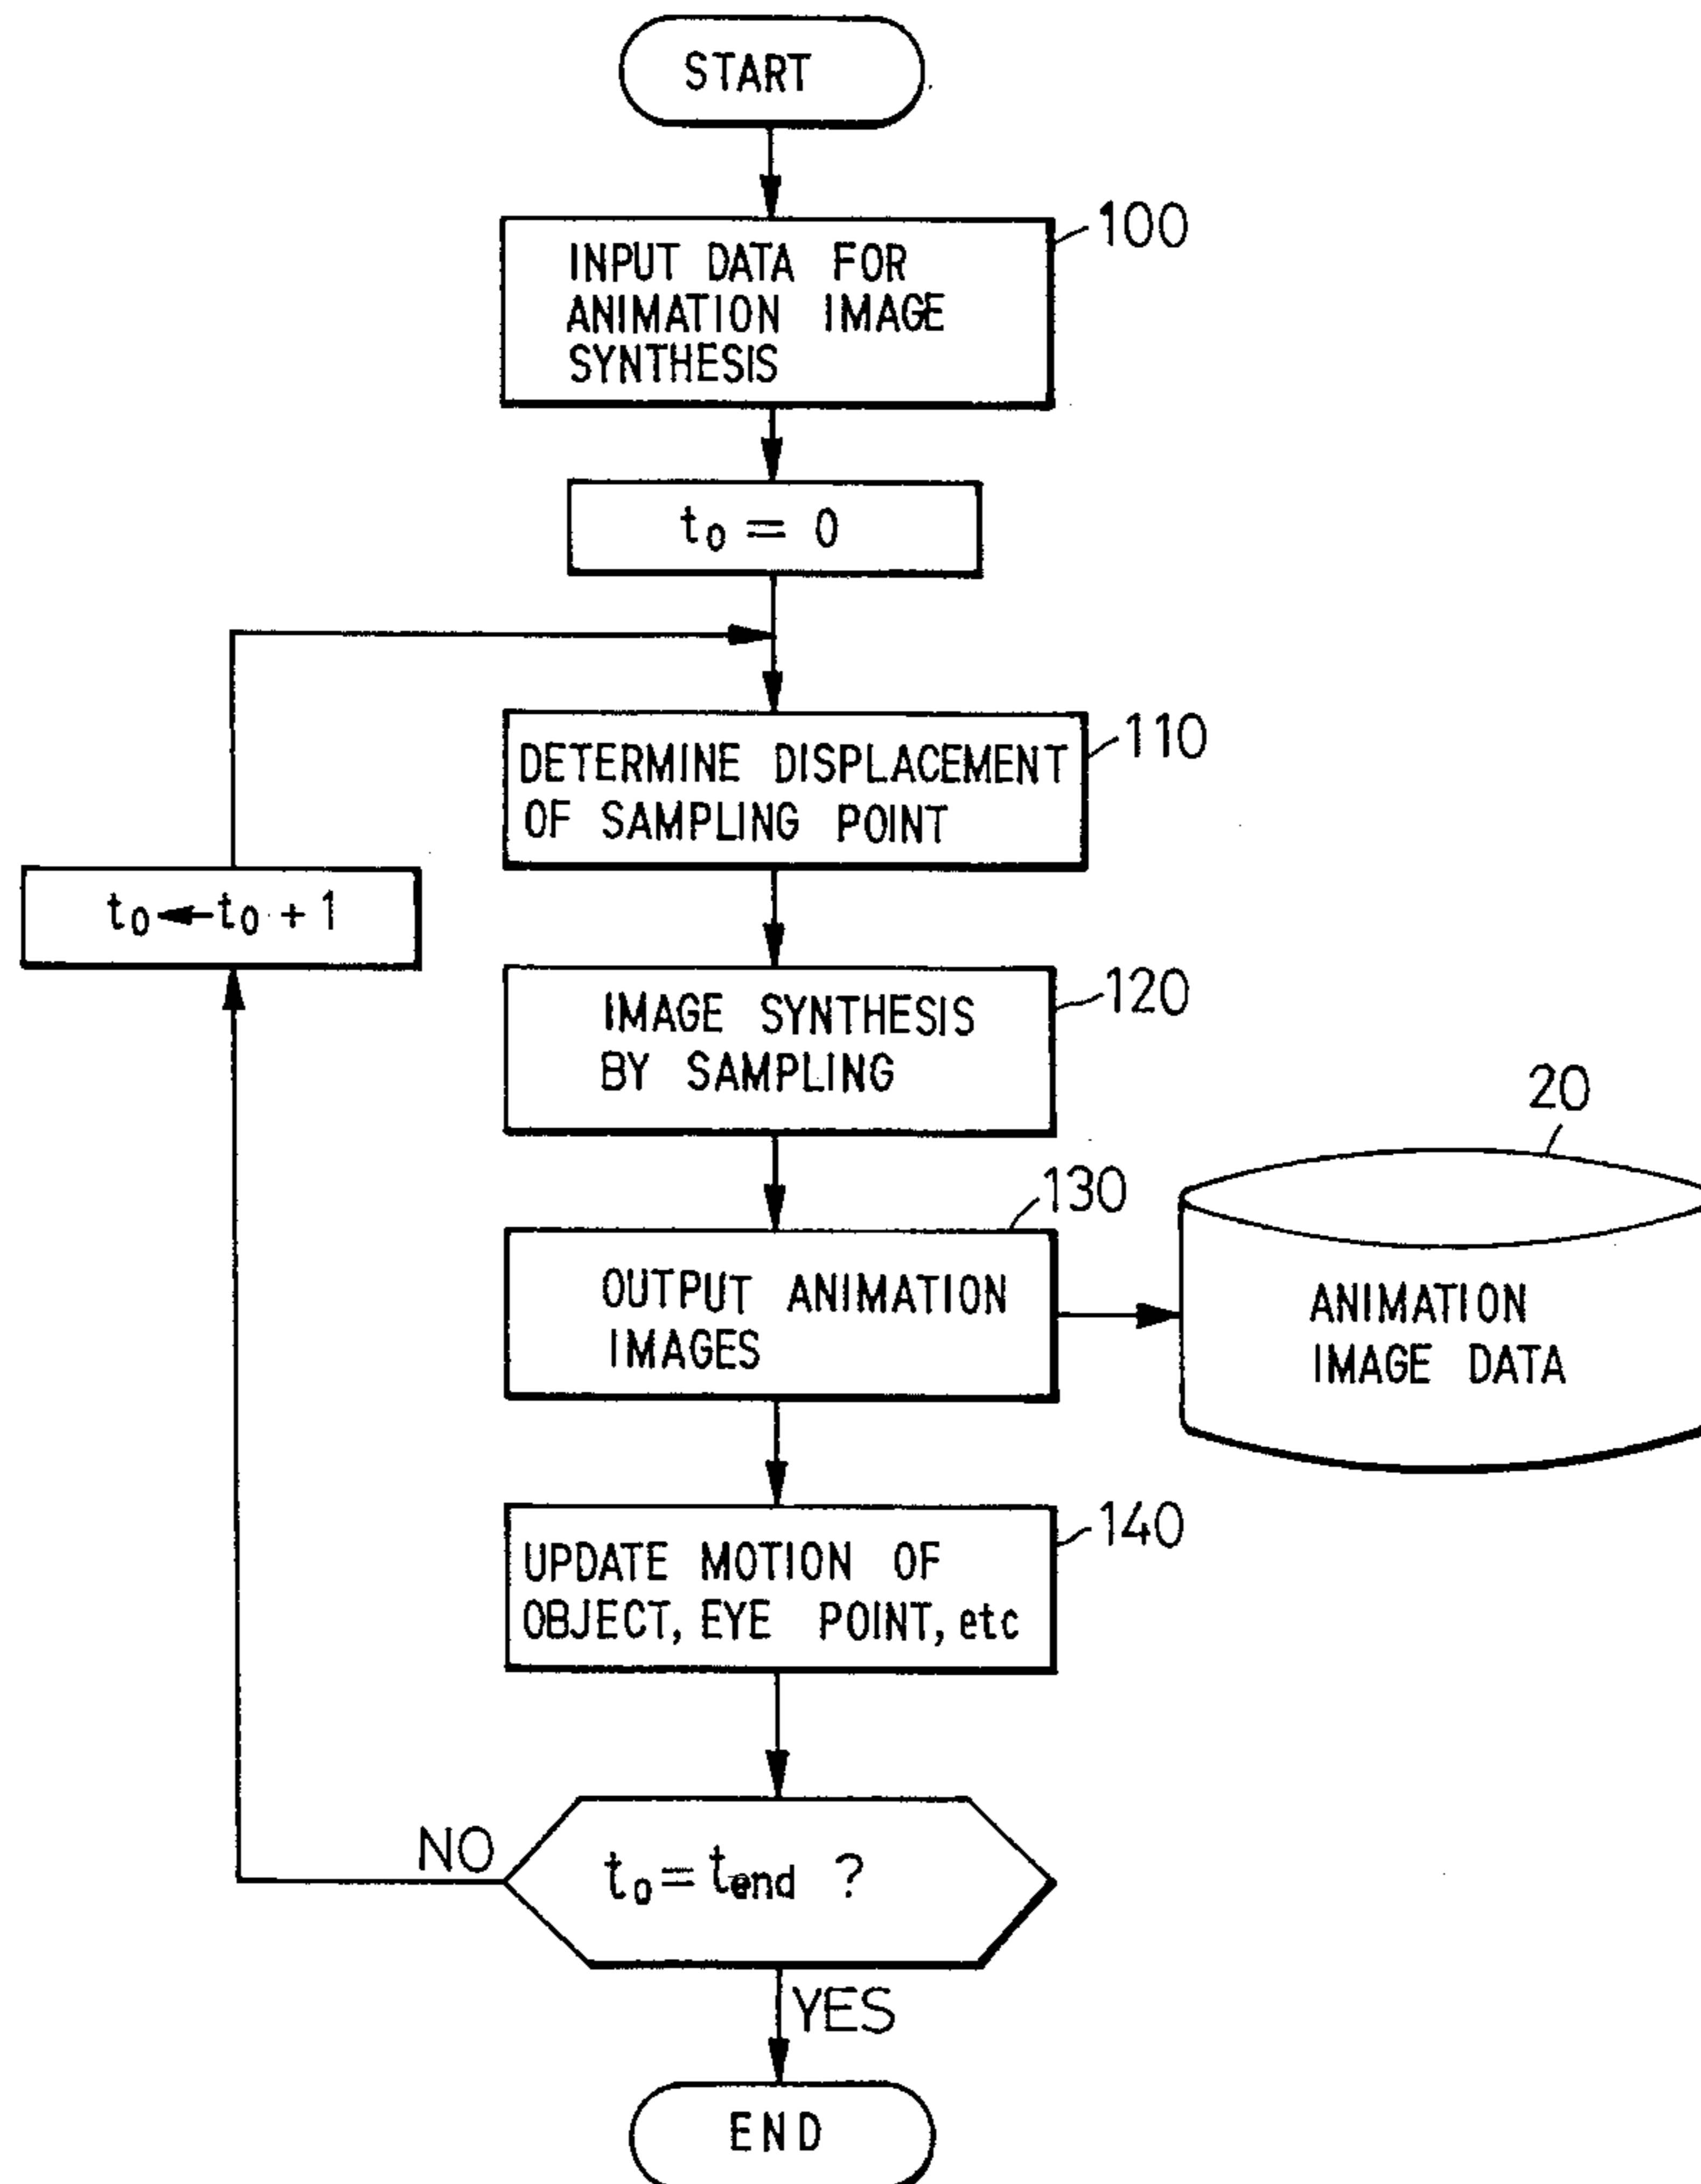 START
100
INPUT DATA FOR
ANIMATION IMAGE
SYNTHESIS
t₀ = 0
110
DETERMINE DISPLACEMENT
OF SAMPLING POINT
t₀←t₀ + 1
120
IMAGE SYNTHESIS
BY SAMPLING
20
130
OUTPUT ANIMATION
IMAGES
ANIMATION
IMAGE DATA
140
UPDATE MOTION OF
OBJECT, EYE POINT, etc
NO
t₀ = tend ?
YES
END